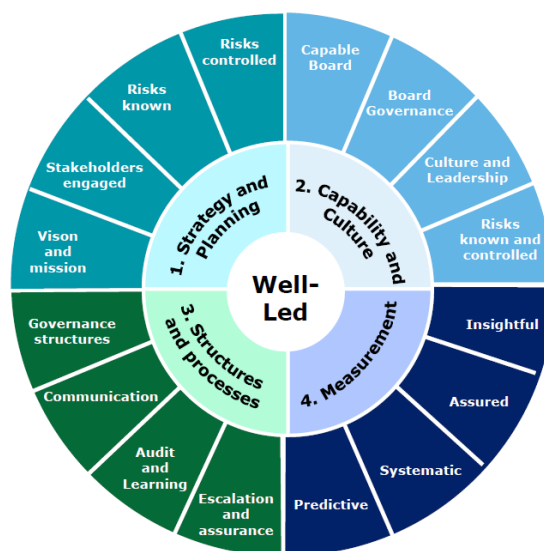 Risks
controlled
Capable
Board
Risks
known
Board
Governance
Stakeholders
engaged
Culture and
Leadership
Vison
and
mission
Risks
known and
controlled
1. Strategy and
Planning
2. Capability and
Culture
Well-
Led
3. Structures
and processes
4. Measurement
Governance
structures
Insightful
Communication
Assured
Audit
and
Learning
Systematic
Escalation
and
assurance
Predictive